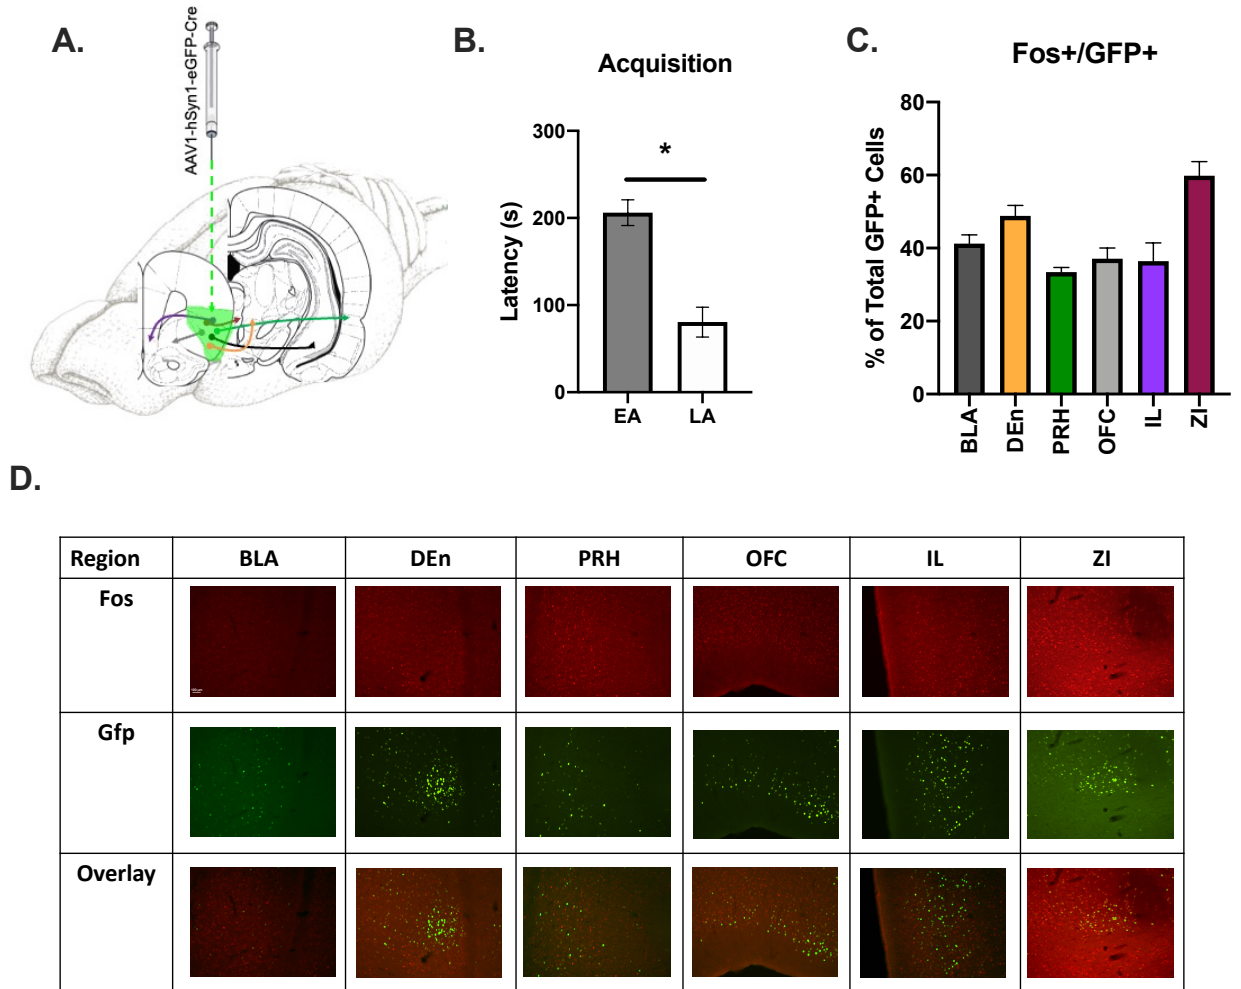 A.
AAV1-hSyn1-eGFP-Cre
B.
Acquisition
Latency (s)
300
200
100
0
*
EA
LA
C.
Fos+/GFP+
% of Total GFP+ Cells
80
60
40
20
0
BLA
DEn
PRH
OFC
IL
ZI
D.
Region BLA DEn PRH OFC IL ZI
Fos
Gfp
Overlay